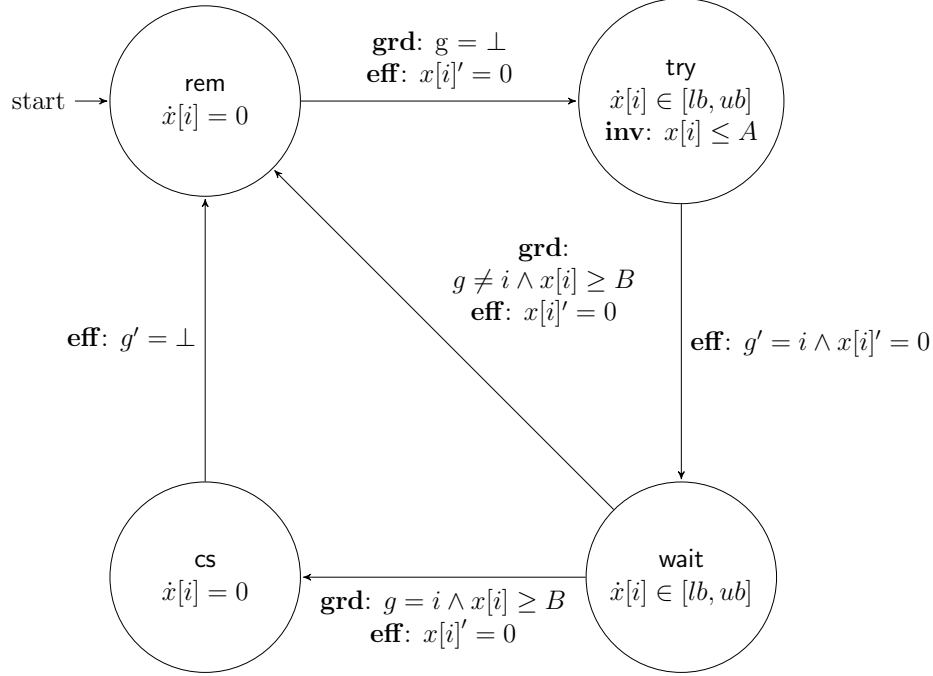 start
rem
ẋ[i] = 0
grd: g = ⊥
eff: x[i]′ = 0
try
ẋ[i] ∈ [lb, ub]
inv: x[i] ≤ A
grd:
g ≠ i ∧ x[i] ≥ B
eff: x[i]′ = 0
eff: g′ = ⊥
eff: g′ = i ∧ x[i]′ = 0
cs
ẋ[i] = 0
grd: g = i ∧ x[i] ≥ B
eff: x[i]′ = 0
wait
ẋ[i] ∈ [lb, ub]